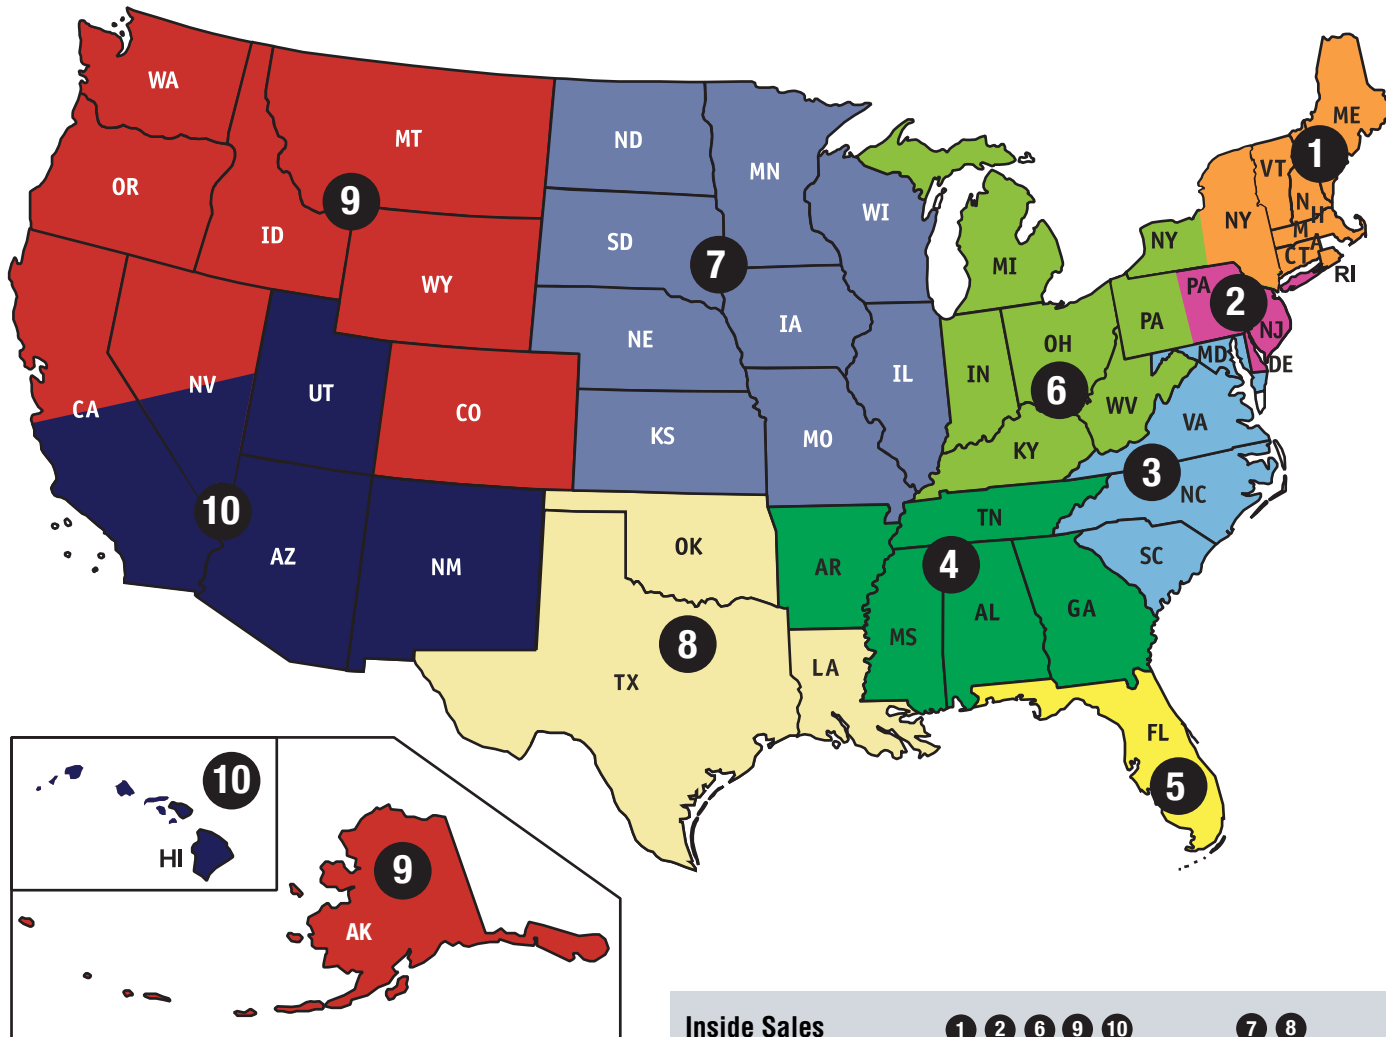 WA
MT
ND
MN
ME
1
VT
OR
9
ID
SD
WI
NH
NY
NY
MA
CT
RI
7
MI
WY
PA
2
NE
IA
PA
NJ
OH
MD
DE
NV
UT
IL
IN
6
WV
CA
CO
KS
MO
KY
VA
3
NC
10
TN
OK
SC
AZ
NM
AR
4
AL
GA
MS
8
TX
LA
FL
5
10
HI
9
AK
Inside Sales 1 2 6 9 10 7 8